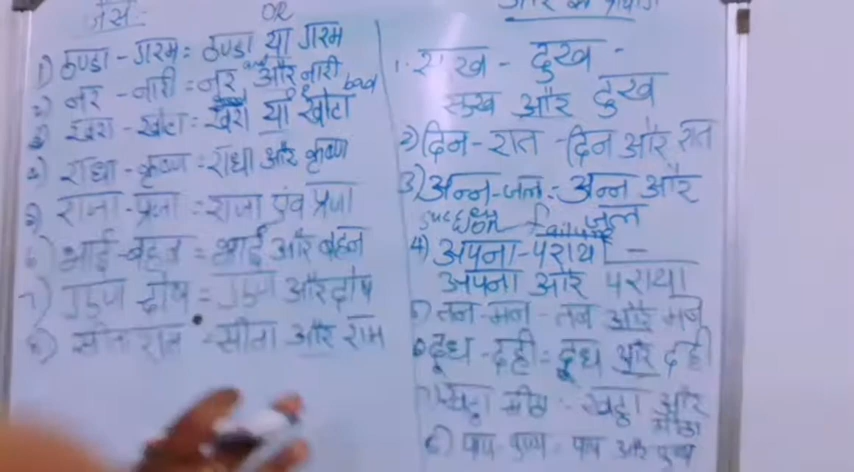 जैसे:-
OR
1) ठण्डा - गरम = ठण्डा या गरम
and
2) नर - नारी = नर और नारी
bad
3) खरा - खोटा = खरा या खोटा
4) राधा - कृष्ण = राधा और कृष्ण
5) राजा - प्रजा = राजा एवं प्रजा
6) भाई - बहन = भाई और बहन
7) गुण दोष = गुण और दोष
8) सीता राम = सीता और राम
1. सुख - दुख -
सुख और दुख
2) दिन - रात - दिन और रात
3) अन्न - जल = अन्न और
जल
4) अपना - पराया -
अपना और पराया
5) तन - मन - तन और मन
6) दूध - दही = दूध और दही
7) खट्टा मीठा - खट्टा और
मीठा
8) पाप - पुण्य - पाप और पुण्य